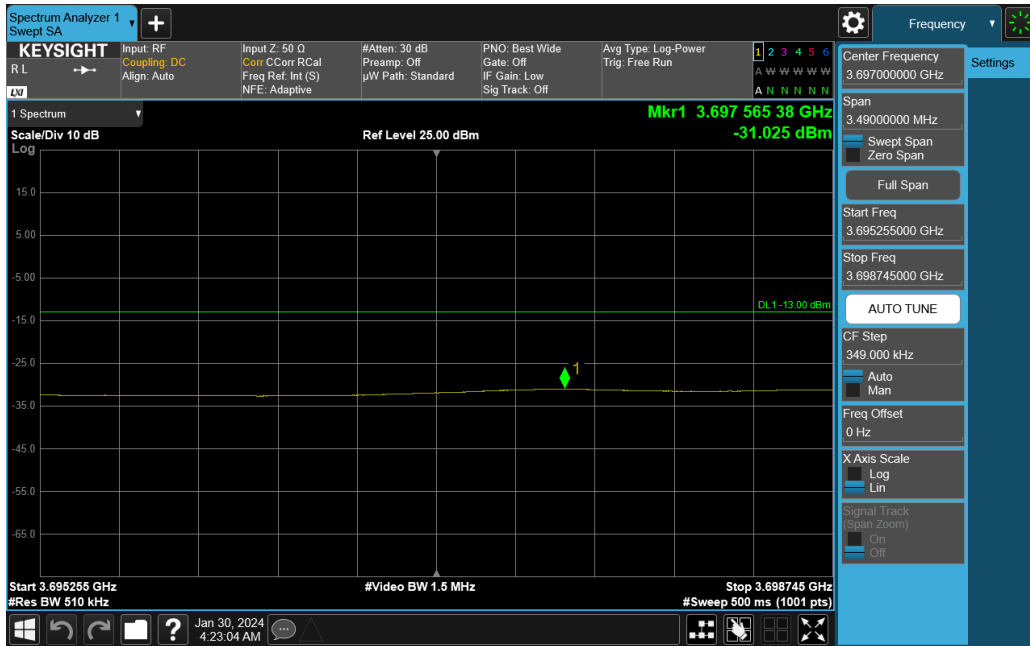 Spectrum Analyzer 1
Swept SA
Frequency
KEYSIGHT
R L
LXI
Input: RF
Coupling: DC
Align: Auto
Input Z: 50 Ω
Corr CCorr RCal
Freq Ref: Int (S)
NFE: Adaptive
#Atten: 30 dB
Preamp: Off
µW Path: Standard
PNO: Best Wide
Gate: Off
IF Gain: Low
Sig Track: Off
Avg Type: Log-Power
Trig: Free Run
1 2 3 4 5 6
A W W W W W
A N N N N N
1 Spectrum
Scale/Div 10 dB
Log
Ref Level 25.00 dBm
Mkr1 3.697 565 38 GHz
-31.025 dBm
15.0
5.00
-5.00
-15.0
-25.0
-35.0
-45.0
-55.0
-65.0
DL1 -13.00 dBm
1
Start 3.695255 GHz
#Res BW 510 kHz
#Video BW 1.5 MHz
Stop 3.698745 GHz
#Sweep 500 ms (1001 pts)
Center Frequency
3.697000000 GHz
Span
3.49000000 MHz
Swept Span
Zero Span
Full Span
Start Freq
3.695255000 GHz
Stop Freq
3.698745000 GHz
AUTO TUNE
CF Step
349.000 kHz
Auto
Man
Freq Offset
0 Hz
X Axis Scale
Log
Lin
Signal Track
(Span Zoom)
On
Off
Settings
?
Jan 30, 2024
4:23:04 AM